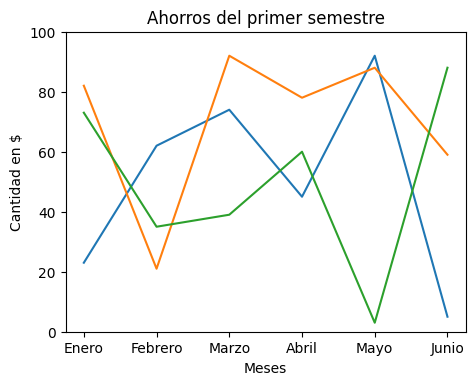 Ahorros del primer semestre
Cantidad en $
100
80
60
40
20
0
Enero Febrero Marzo Abril Mayo Junio
Meses